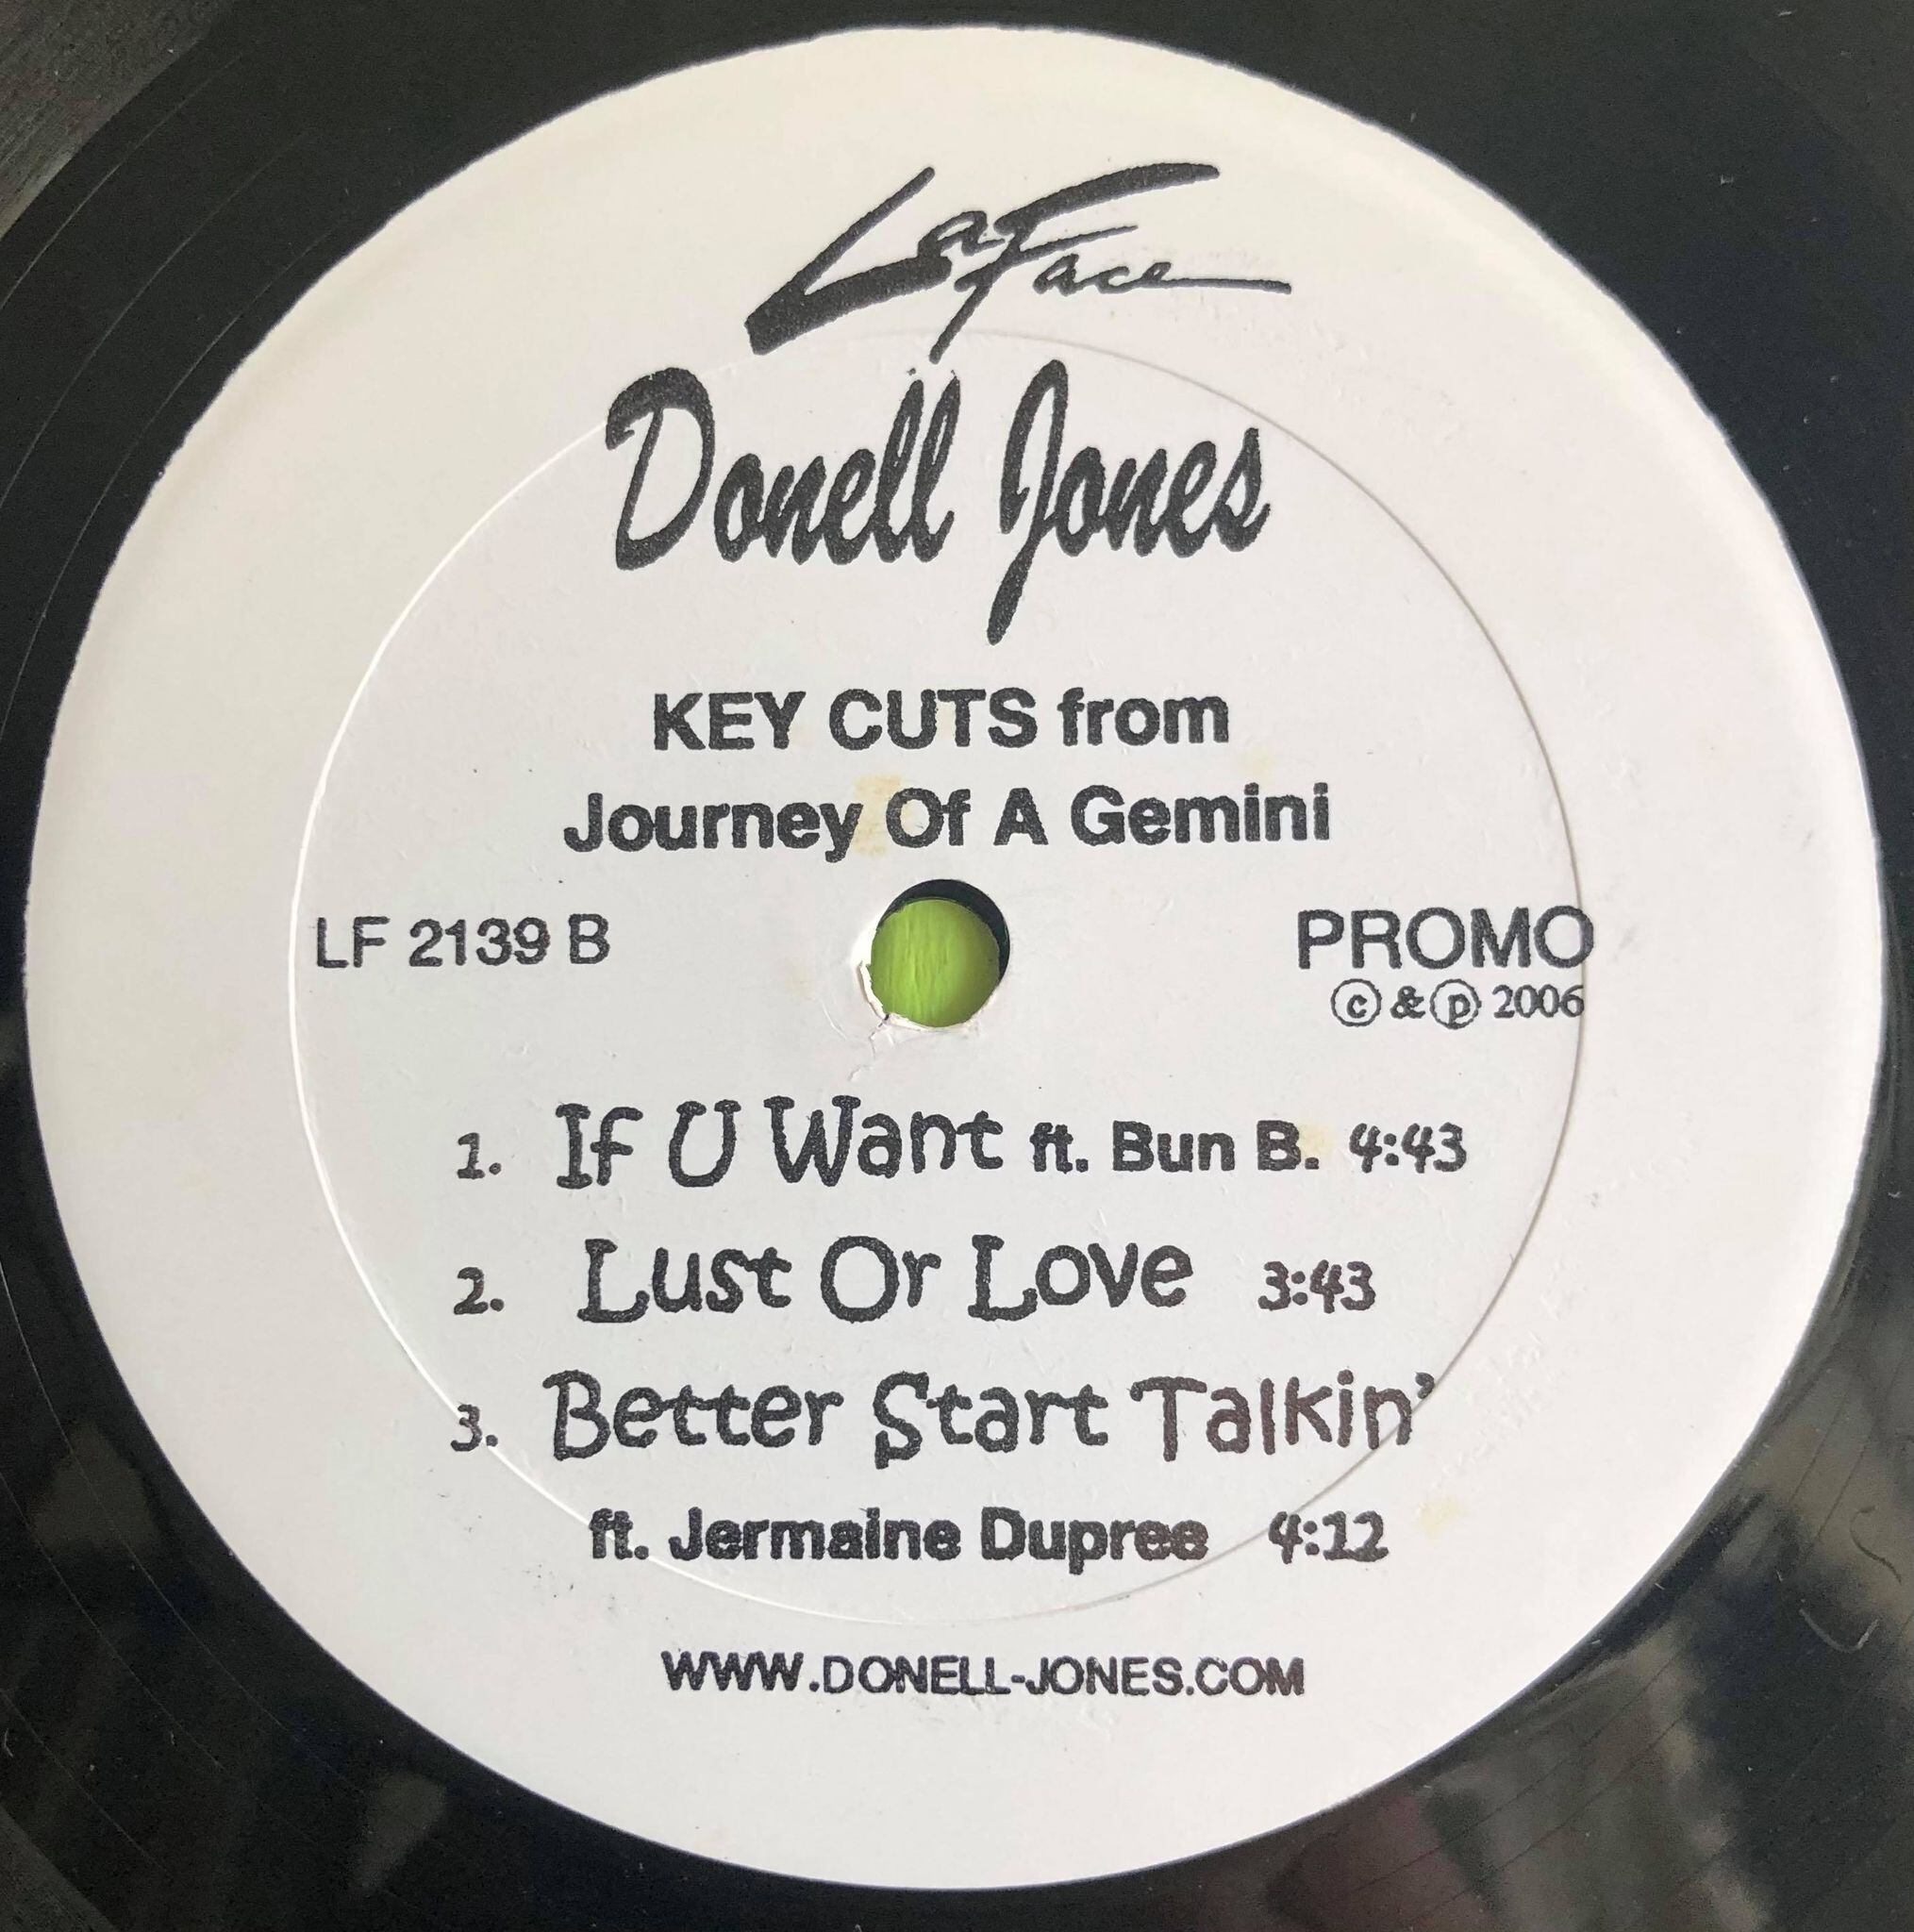 LaFace
Donell Jones
KEY CUTS from
Journey Of A Gemini
LF 2139 B
PROMO
ⓒ & ⓟ 2006
1. If U Want ft. Bun B. 4:43
2. Lust Or Love 3:43
3. Better Start Talkin'
ft. Jermaine Dupree 4:12
WWW.DONELL-JONES.COM